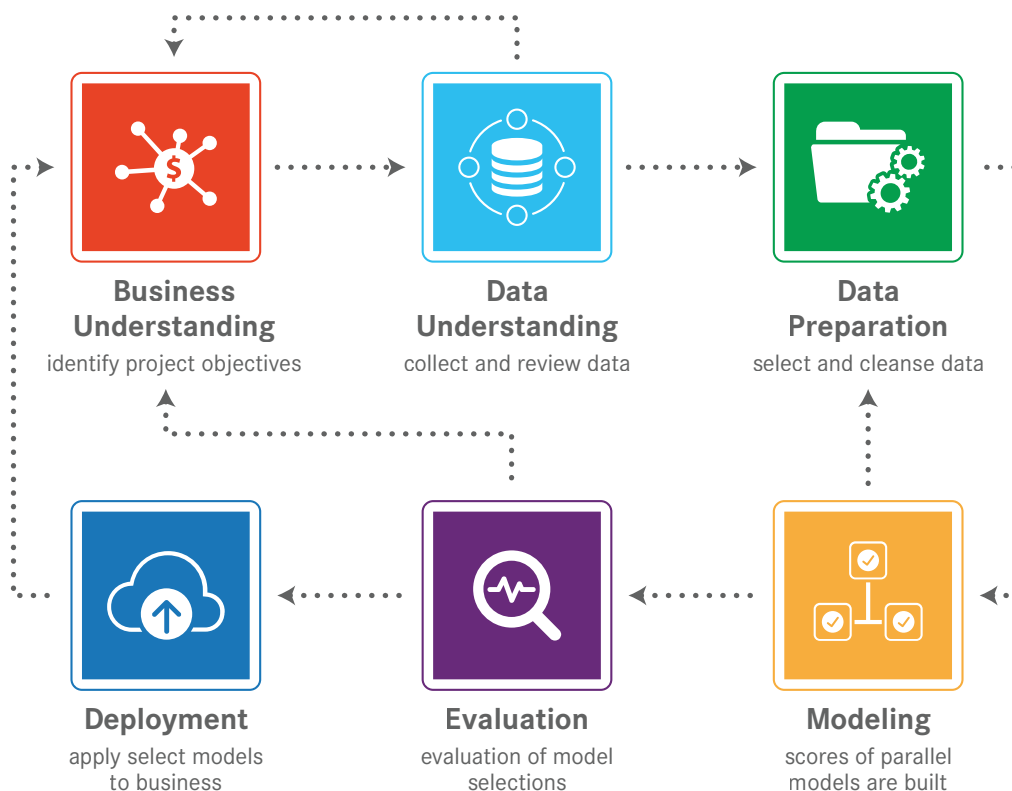 $
Business
Understanding
identify project objectives
Data
Understanding
collect and review data
Data
Preparation
select and cleanse data
Deployment
apply select models
to business
Evaluation
evaluation of model
selections
Modeling
scores of parallel
models are built